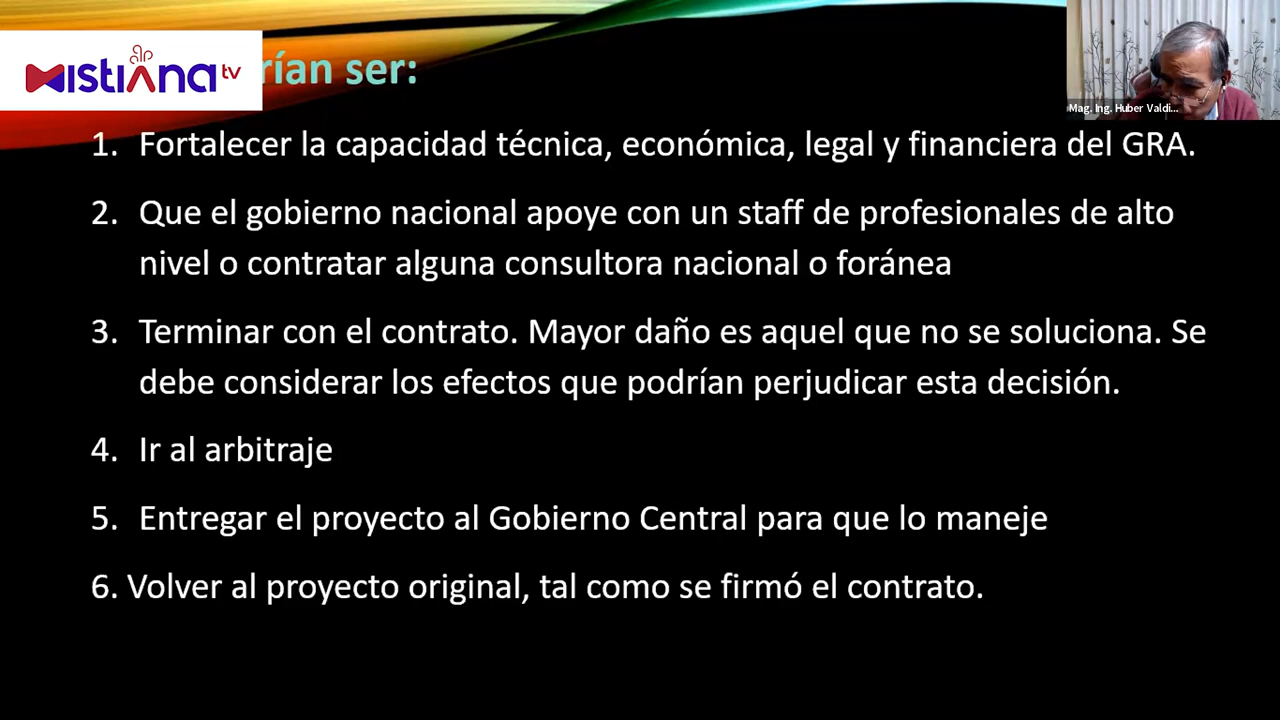 mistiana tv
rían ser:
Mag. Ing. Huber Valdi...
1. Fortalecer la capacidad técnica, económica, legal y financiera del GRA.
2. Que el gobierno nacional apoye con un staff de profesionales de alto
nivel o contratar alguna consultora nacional o foránea
3. Terminar con el contrato. Mayor daño es aquel que no se soluciona. Se
debe considerar los efectos que podrían perjudicar esta decisión.
4. Ir al arbitraje
5. Entregar el proyecto al Gobierno Central para que lo maneje
6. Volver al proyecto original, tal como se firmó el contrato.